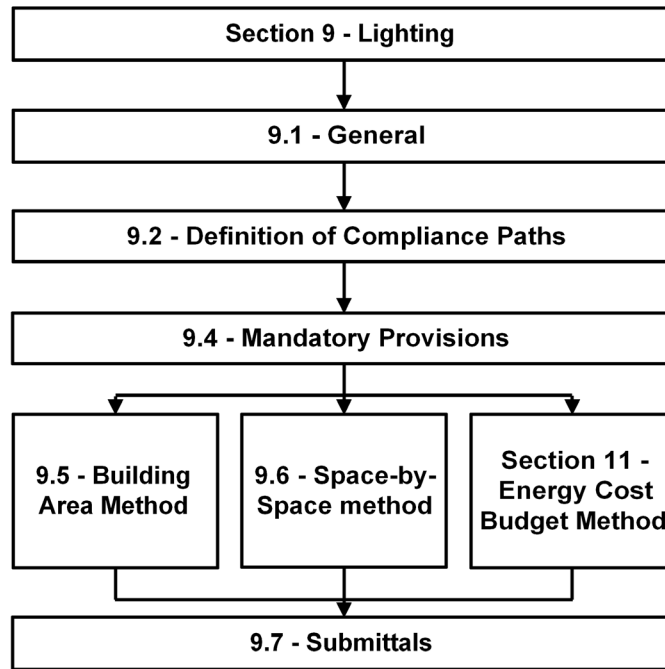 Section 9 - Lighting
9.1 - General
9.2 - Definition of Compliance Paths
9.4 - Mandatory Provisions
9.5 - Building
Area Method
9.6 - Space-by-
Space method
Section 11 -
Energy Cost
Budget Method
9.7 - Submittals